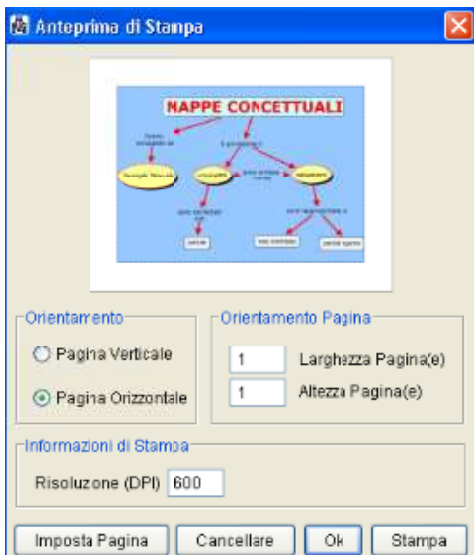 Anteprima di Stampa
NAPPE CONCETTUALI
Orientamento
Pagina Verticale
Pagina Orizzontale
Orientamento Pagina
1 Larghezza Pagina(e)
1 Altezza Pagina(e)
Informazioni di Stampa
Risoluzone (DPI) 600
Imposta Pagina Cancellare Ok Stampa